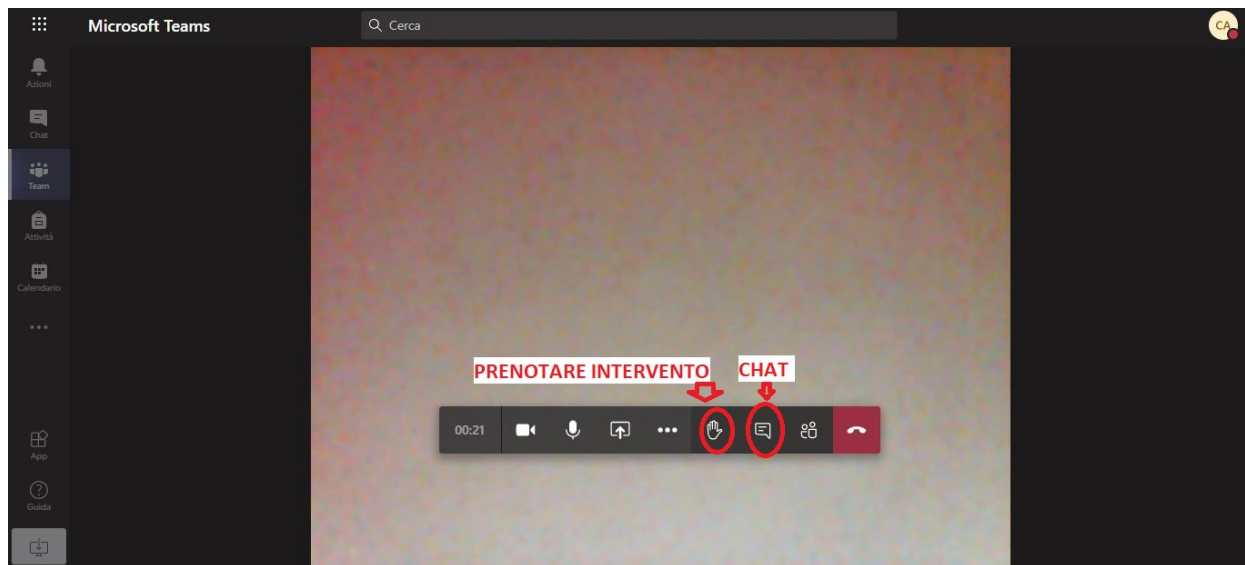 Microsoft Teams
Cerca
CA
Azioni
Chat
Team
Attività
Calendario
PRENOTARE INTERVENTO
CHAT
00:21
App
Guida